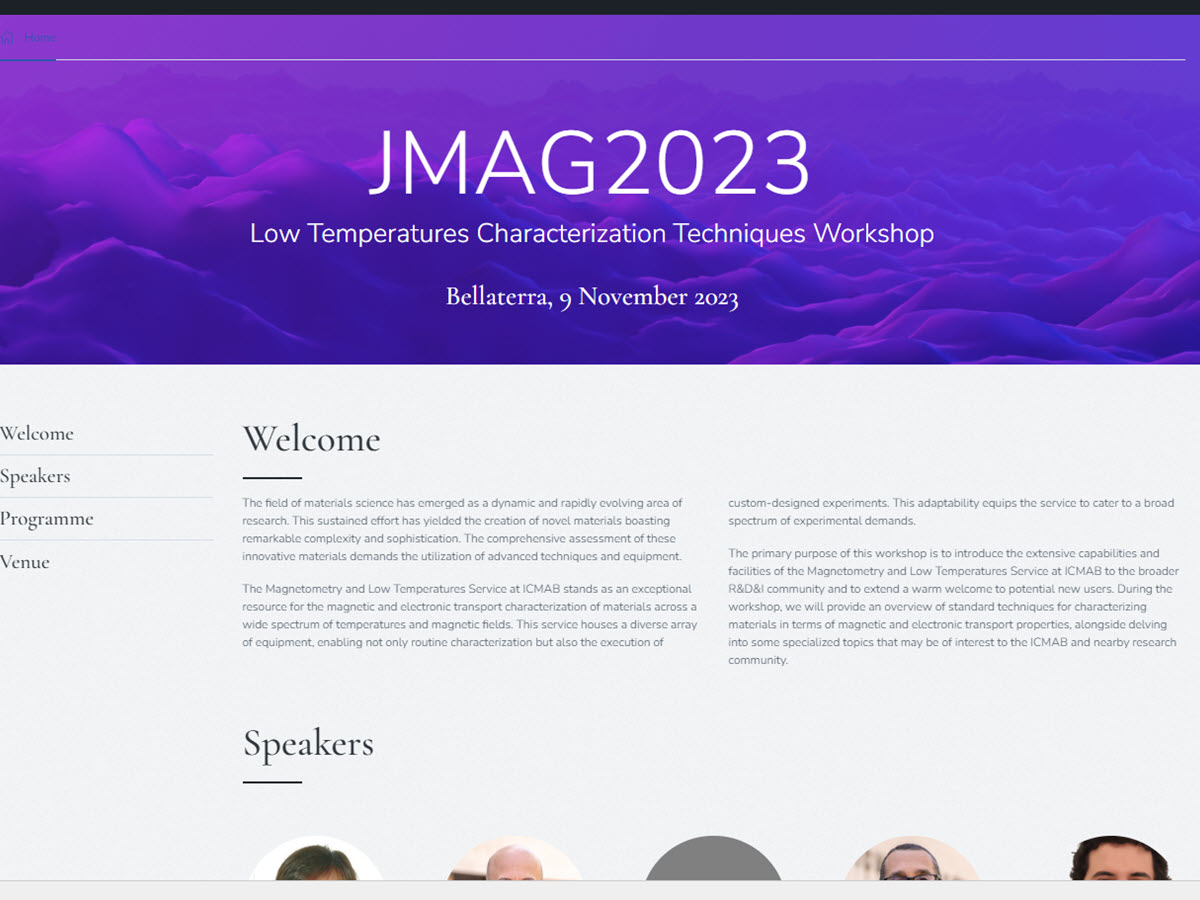 Home
JMAG2023
Low Temperatures Characterization Techniques Workshop
Bellaterra, 9 November 2023
Welcome
Speakers
Programme
Venue
Welcome
The field of materials science has emerged as a dynamic and rapidly evolving area of
research. This sustained effort has yielded the creation of novel materials boasting
remarkable complexity and sophistication. The comprehensive assessment of these
innovative materials demands the utilization of advanced techniques and equipment.
The Magnetometry and Low Temperatures Service at ICMAB stands as an exceptional
resource for the magnetic and electronic transport characterization of materials across a
wide spectrum of temperatures and magnetic fields. This service houses a diverse array
of equipment, enabling not only routine characterization but also the execution of
custom-designed experiments. This adaptability equips the service to cater to a broad
spectrum of experimental demands.
The primary purpose of this workshop is to introduce the extensive capabilities and
facilities of the Magnetometry and Low Temperatures Service at ICMAB to the broader
R&D&I community and to extend a warm welcome to potential new users. During the
workshop, we will provide an overview of standard techniques for characterizing
materials in terms of magnetic and electronic transport properties, alongside delving
into some specialized topics that may be of interest to the ICMAB and nearby research
community.
Speakers